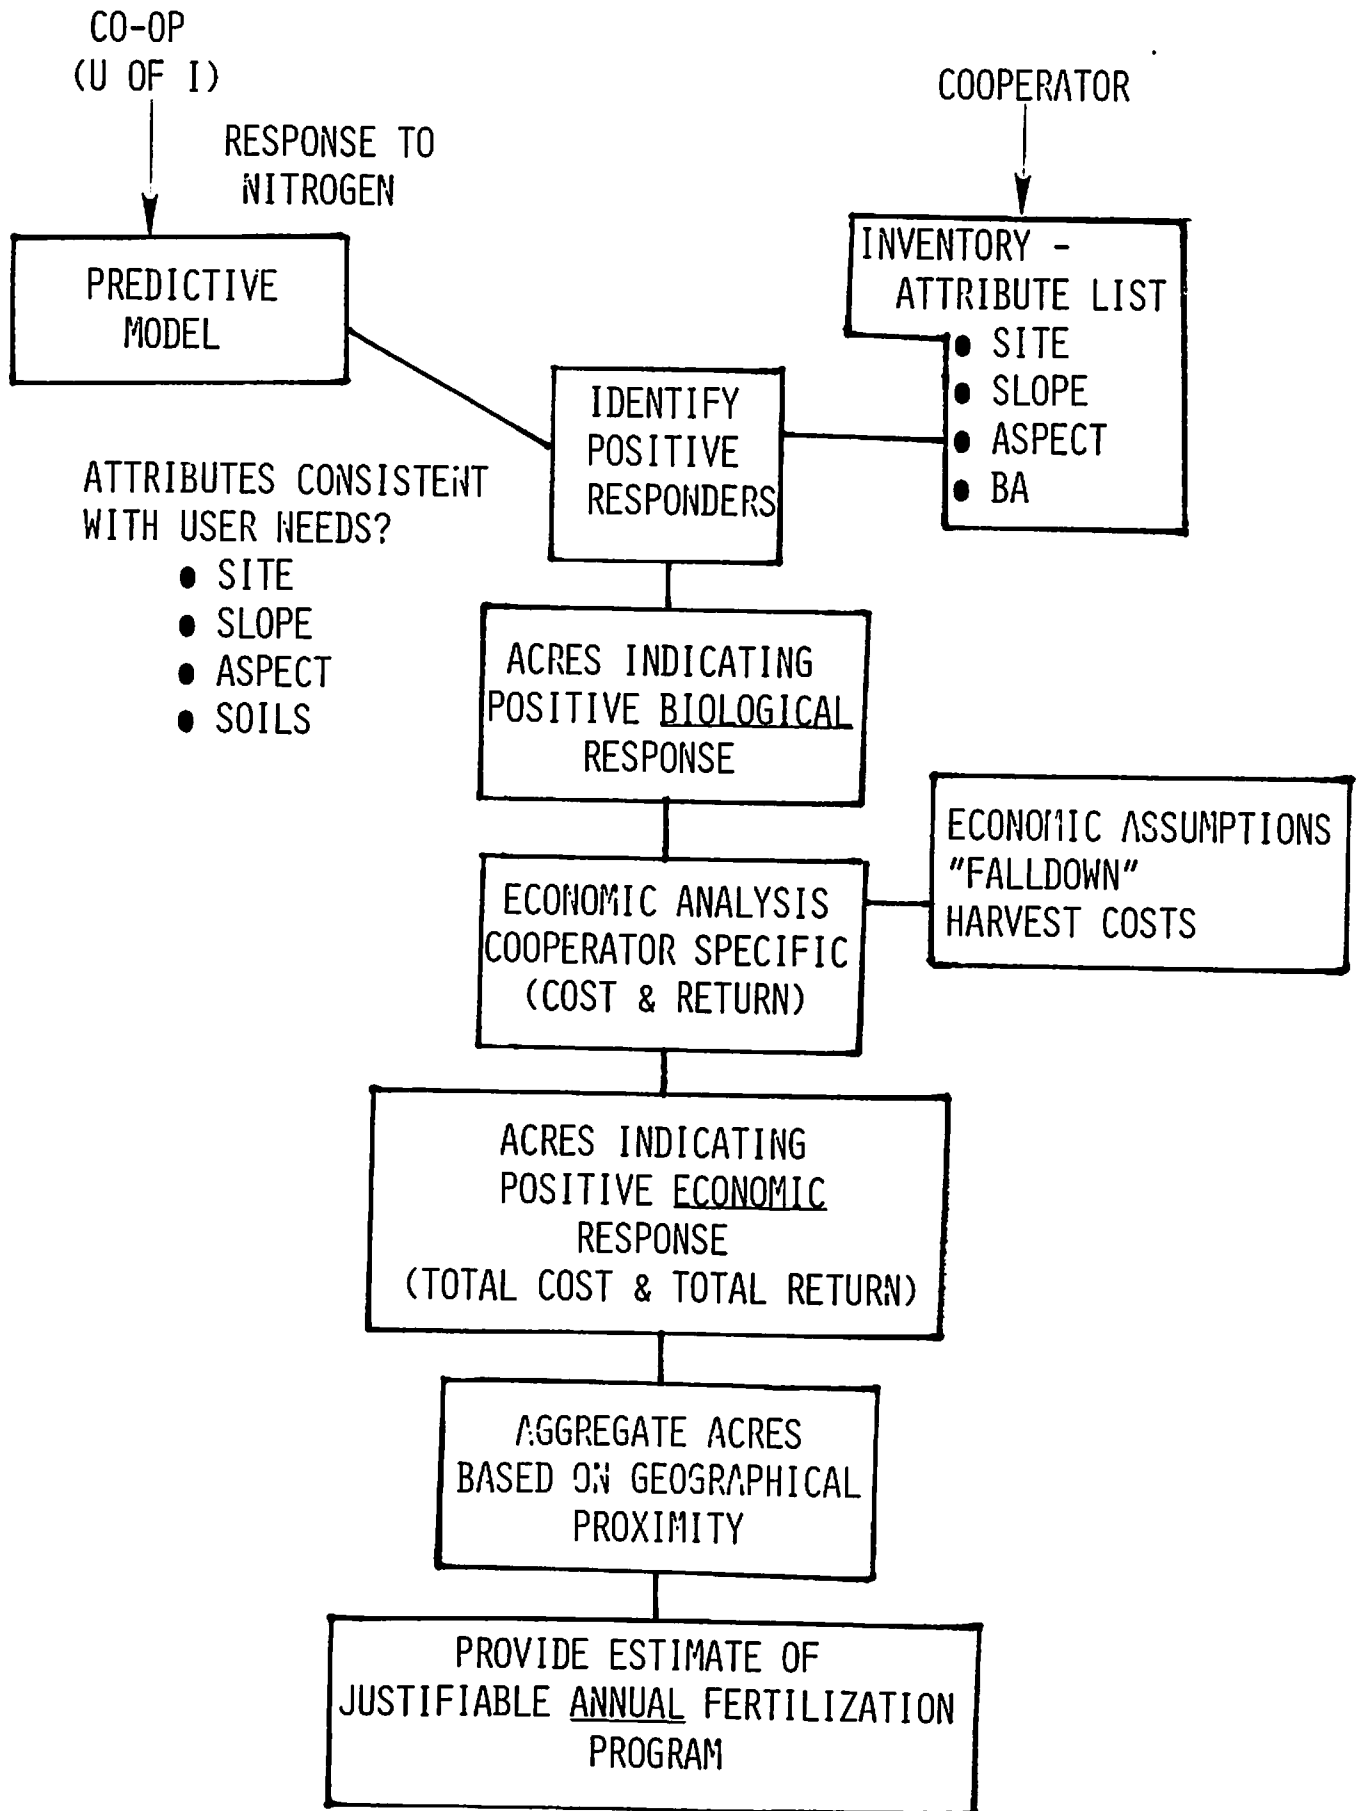 CO-OP
(U OF I)
RESPONSE TO
NITROGEN
PREDICTIVE
MODEL
COOPERATOR
INVENTORY -
ATTRIBUTE LIST
● SITE
● SLOPE
● ASPECT
● BA
IDENTIFY
POSITIVE
RESPONDERS
ATTRIBUTES CONSISTENT
WITH USER NEEDS?
● SITE
● SLOPE
● ASPECT
● SOILS
ACRES INDICATING
POSITIVE BIOLOGICAL
RESPONSE
ECONOMIC ASSUMPTIONS
"FALLDOWN"
HARVEST COSTS
ECONOMIC ANALYSIS
COOPERATOR SPECIFIC
(COST & RETURN)
ACRES INDICATING
POSITIVE ECONOMIC
RESPONSE
(TOTAL COST & TOTAL RETURN)
AGGREGATE ACRES
BASED ON GEOGRAPHICAL
PROXIMITY
PROVIDE ESTIMATE OF
JUSTIFIABLE ANNUAL FERTILIZATION
PROGRAM